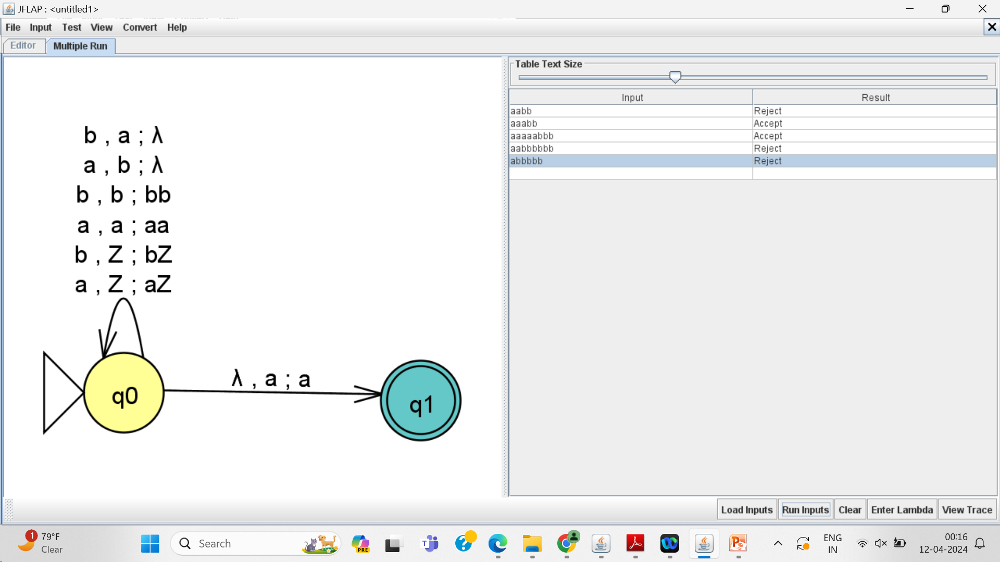 JFLAP : <untitled1>
File Input Test View Convert Help
Editor Multiple Run
b , a ; λ
a , b ; λ
b , b ; bb
a , a ; aa
b , Z ; bZ
a , Z ; aZ
q0
λ , a ; a
q1
Table Text Size
Input Result
aabb Reject
aaabb Accept
aaaaabbb Accept
aabbbbbb Reject
abbbbb Reject
Load Inputs Run Inputs Clear Enter Lambda View Trace
1
79°F
Clear
Search
PRE
ENG
IN
00:16
12-04-2024